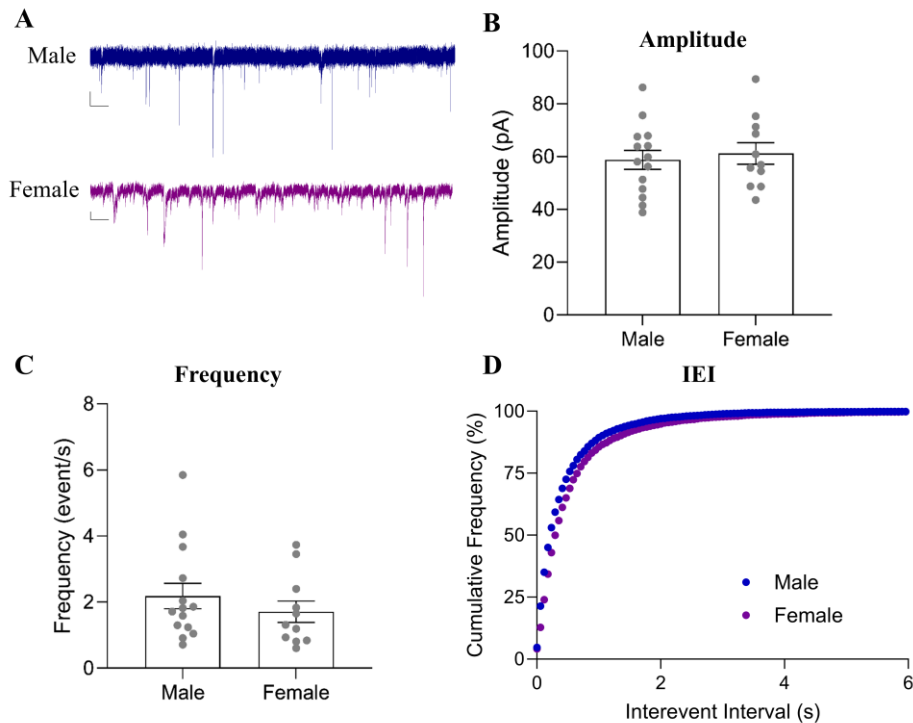 A
Male
Female
B
Amplitude
Amplitude (pA)
100
80
60
40
20
0
Male
Female
C
Frequency
Frequency (event/s)
8
6
4
2
0
Male
Female
D
IEI
Cumulative Frequency (%)
100
75
50
25
0
Male
Female
0
2
4
6
Interevent Interval (s)